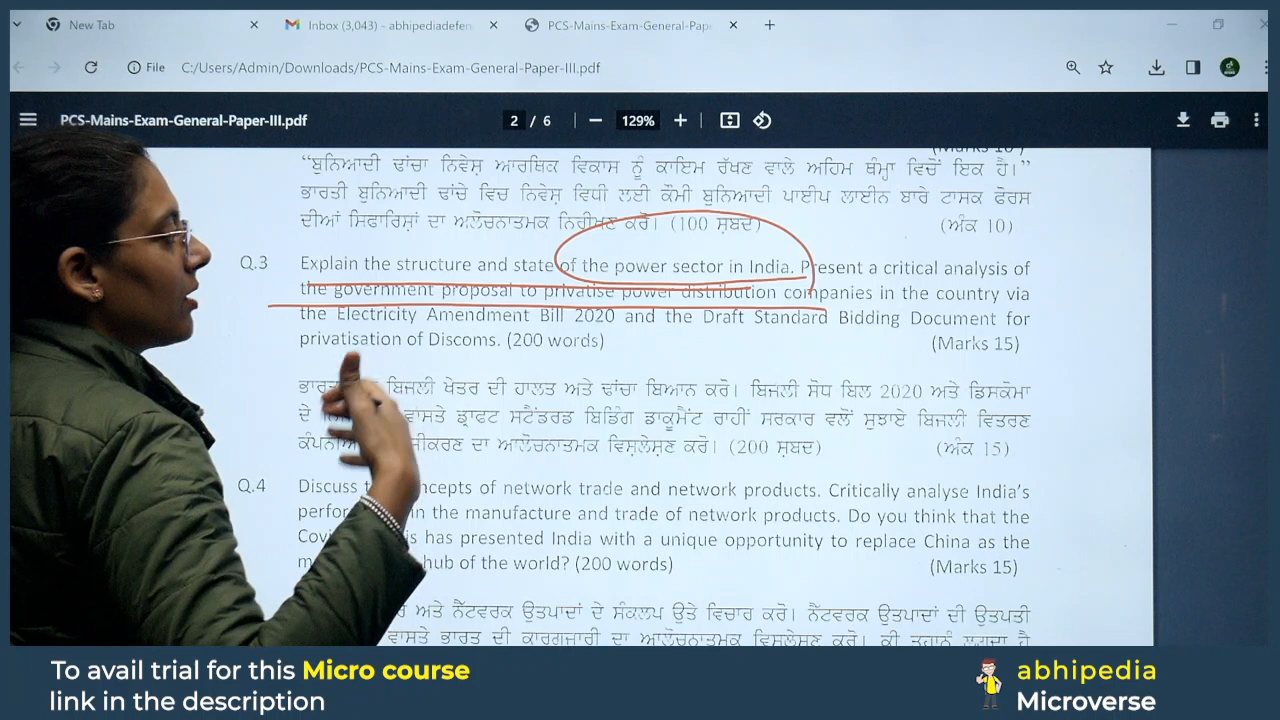 New Tab
Inbox (3,043) - abhipediadefen
PCS-Mains-Exam-General-Pape
File C:/Users/Admin/Downloads/PCS-Mains-Exam-General-Paper-III.pdf
PCS-Mains-Exam-General-Paper-III.pdf
2 / 6
129%
"ਬੁਨਿਆਦੀ ਢਾਂਚਾ ਨਿਵੇਸ਼ ਆਰਥਿਕ ਵਿਕਾਸ ਨੂੰ ਕਾਇਮ ਰੱਖਣ ਵਾਲੇ ਅਹਿਮ ਥੰਮ੍ਹਾ ਵਿਚੋਂ ਇਕ ਹੈ।"
ਭਾਰਤੀ ਬੁਨਿਆਦੀ ਢਾਂਚੇ ਵਿਚ ਨਿਵੇਸ਼ ਵਿਧੀ ਲਈ ਕੌਮੀ ਬੁਨਿਆਦੀ ਪਾਈਪ ਲਾਈਨ ਬਾਰੇ ਟਾਸਕ ਫੋਰਸ
ਦੀਆਂ ਸਿਫਾਰਿਸ਼ਾਂ ਦਾ ਅਲੋਚਨਾਤਮਕ ਨਿਰੀਖਣ ਕਰੋ। (100 ਸ਼ਬਦ) (ਅੰਕ 10)
Q.3 Explain the structure and state of the power sector in India. Present a critical analysis of
the government proposal to privatise power distribution companies in the country via
the Electricity Amendment Bill 2020 and the Draft Standard Bidding Document for
privatisation of Discoms. (200 words) (Marks 15)
ਬਿਜਲੀ ਖੇਤਰ ਦੀ ਹਾਲਤ ਅਤੇ ਢਾਂਚਾ ਬਿਆਨ ਕਰੋ। ਬਿਜਲੀ ਸੋਧ ਬਿਲ 2020 ਅਤੇ ਡਿਸਕੋਮਾ
ਦੇ ਵਾਸਤੇ ਡ੍ਰਾਫਟ ਸਟੈਂਡਰਡ ਬਿਡਿੰਗ ਡਾਕੂਮੈਂਟ ਰਾਹੀਂ ਸਰਕਾਰ ਵਲੋਂ ਸੁਝਾਏ ਬਿਜਲੀ ਵਿਤਰਣ
ਦਾ ਆਲੋਚਨਾਤਮਕ ਵਿਸ਼ਲੇਸ਼ਣ ਕਰੋ। (200 ਸ਼ਬਦ) (ਅੰਕ 15)
Q.4 Discuss concepts of network trade and network products. Critically analyse India's
in the manufacture and trade of network products. Do you think that the
has presented India with a unique opportunity to replace China as the
hub of the world? (200 words) (Marks 15)
ਅਤੇ ਨੈੱਟਵਰਕ ਉਤਪਾਦਾਂ ਦੇ ਸੰਕਲਪ ਉਤੇ ਵਿਚਾਰ ਕਰੋ। ਨੈੱਟਵਰਕ ਉਤਪਾਦਾਂ ਦੀ ਉਤਪਤੀ
ਵਾਸਤੇ ਭਾਰਤ ਦੀ ਕਾਰਗਜ਼ਾਰੀ ਦਾ ਆਲੋਚਨਾਤਮਕ ਵਿਸ਼ਲੇਸ਼ਣ ਕਰੋ। ਕੀ
To avail trial for this Micro course
link in the description
abhipedia
Microverse